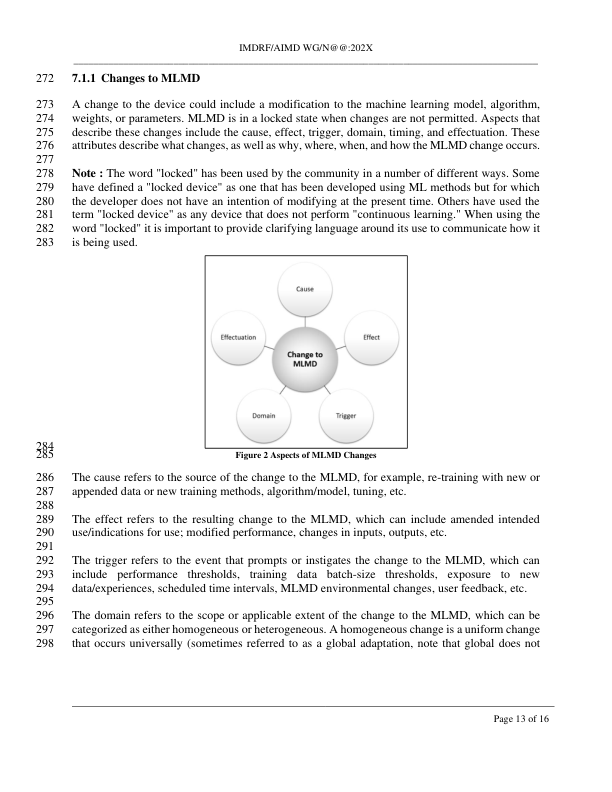 IMDRF/AIMD WG/N@@:202X
272 7.1.1 Changes to MLMD
273 A change to the device could include a modification to the machine learning model, algorithm,
274 weights, or parameters. MLMD is in a locked state when changes are not permitted. Aspects that
275 describe these changes include the cause, effect, trigger, domain, timing, and effectuation. These
276 attributes describe what changes, as well as why, where, when, and how the MLMD change occurs.
277
278 Note : The word "locked" has been used by the community in a number of different ways. Some
279 have defined a "locked device" as one that has been developed using ML methods but for which
280 the developer does not have an intention of modifying at the present time. Others have used the
281 term "locked device" as any device that does not perform "continuous learning." When using the
282 word "locked" it is important to provide clarifying language around its use to communicate how it
283 is being used.
Cause
Effectuation
Effect
Change to
MLMD
Domain
Trigger
284
285 Figure 2 Aspects of MLMD Changes
286 The cause refers to the source of the change to the MLMD, for example, re-training with new or
287 appended data or new training methods, algorithm/model, tuning, etc.
288
289 The effect refers to the resulting change to the MLMD, which can include amended intended
290 use/indications for use; modified performance, changes in inputs, outputs, etc.
291
292 The trigger refers to the event that prompts or instigates the change to the MLMD, which can
293 include performance thresholds, training data batch-size thresholds, exposure to new
294 data/experiences, scheduled time intervals, MLMD environmental changes, user feedback, etc.
295
296 The domain refers to the scope or applicable extent of the change to the MLMD, which can be
297 categorized as either homogeneous or heterogeneous. A homogeneous change is a uniform change
298 that occurs universally (sometimes referred to as a global adaptation, note that global does not
Page 13 of 16